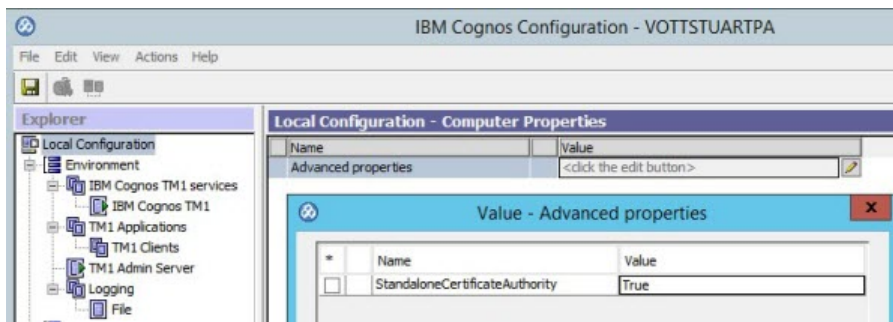 IBM Cognos Configuration - VOTTSTUARTPA
File Edit View Actions Help
Explorer
Local Configuration
Environment
IBM Cognos TM1 services
IBM Cognos TM1
TM1 Applications
TM1 Clients
TM1 Admin Server
Logging
File
Local Configuration - Computer Properties
Name Value
Advanced properties <click the edit button>
Value - Advanced properties
x
* Name Value
StandaloneCertificateAuthority True